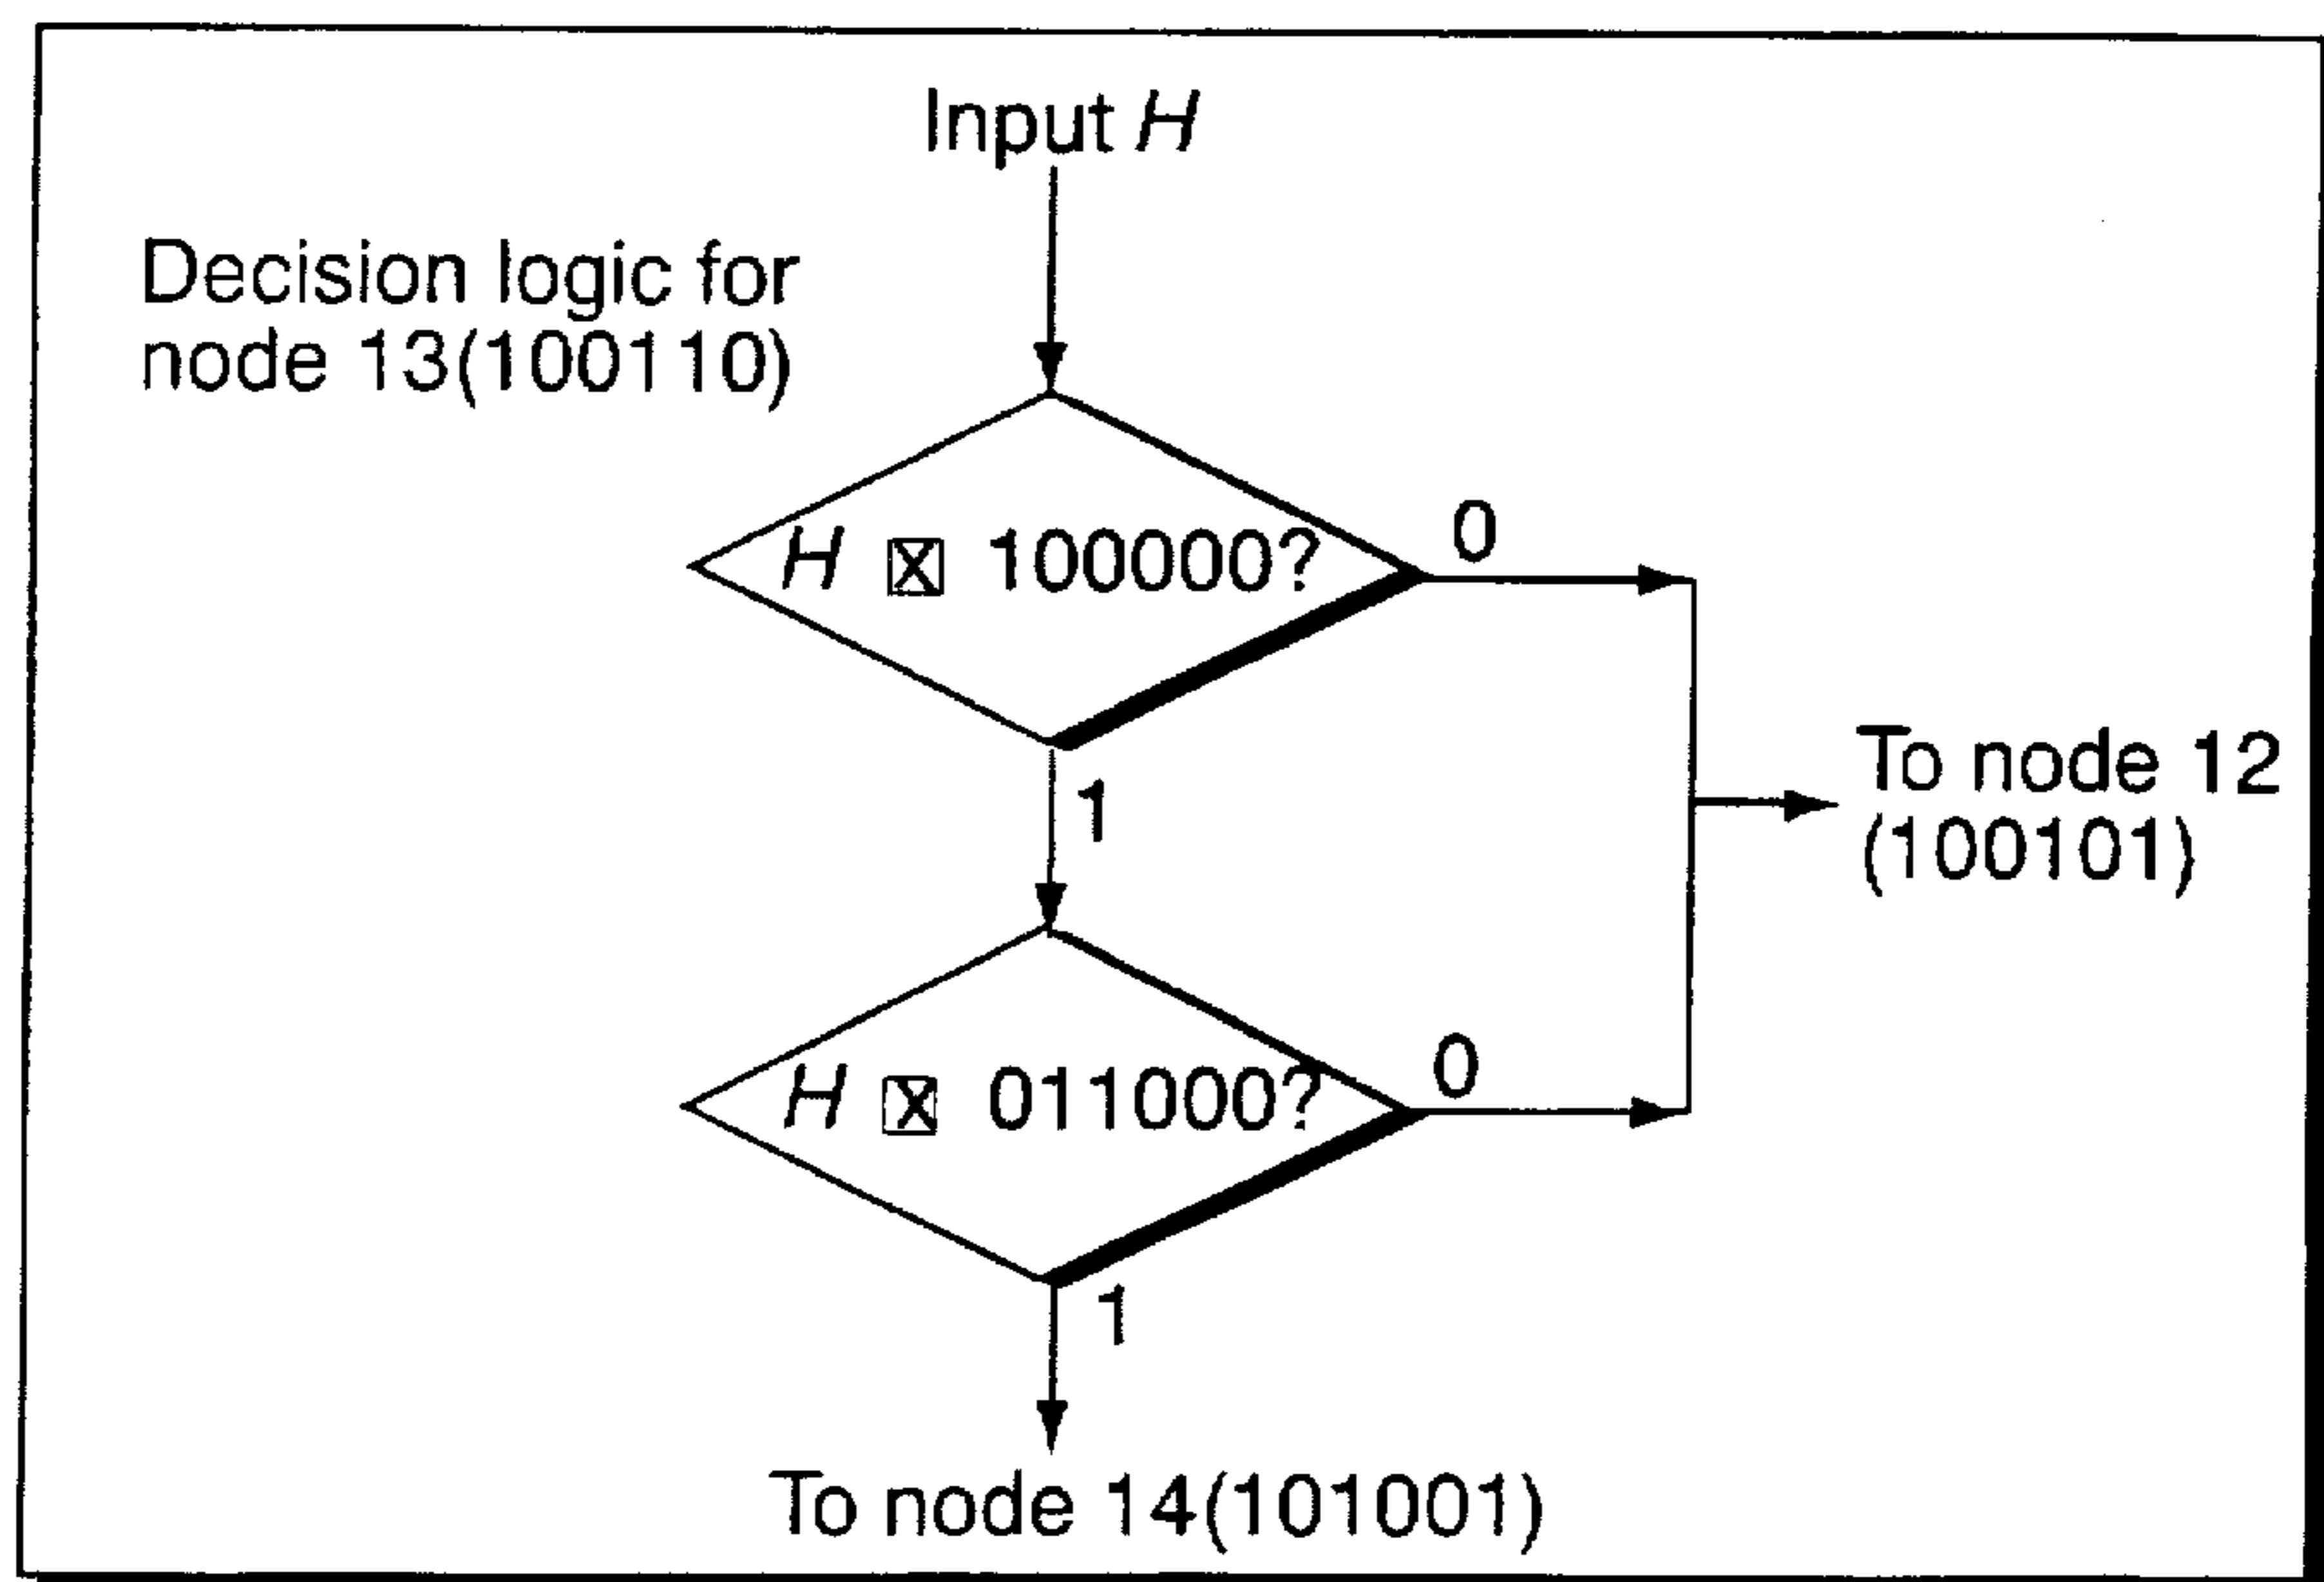 Input H
Decision logic for
node 13(100110)
H ☒ 100000?
0
1
To node 12
(100101)
H ☒ 011000?
0
1
To node 14(101001)